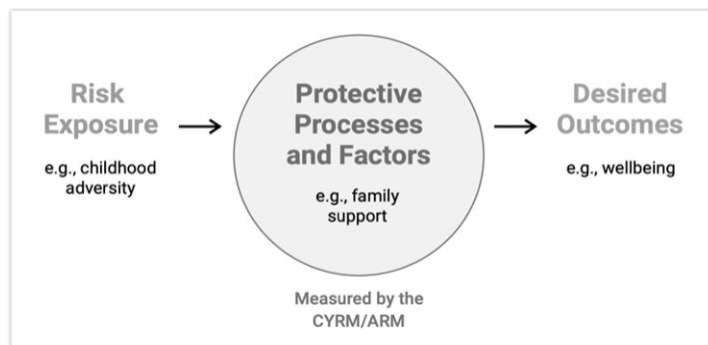 Risk
Exposure
e.g., childhood
adversity
Protective
Processes
and Factors
e.g., family
support
Measured by the
CYRM/ARM
Desired
Outcomes
e.g., wellbeing